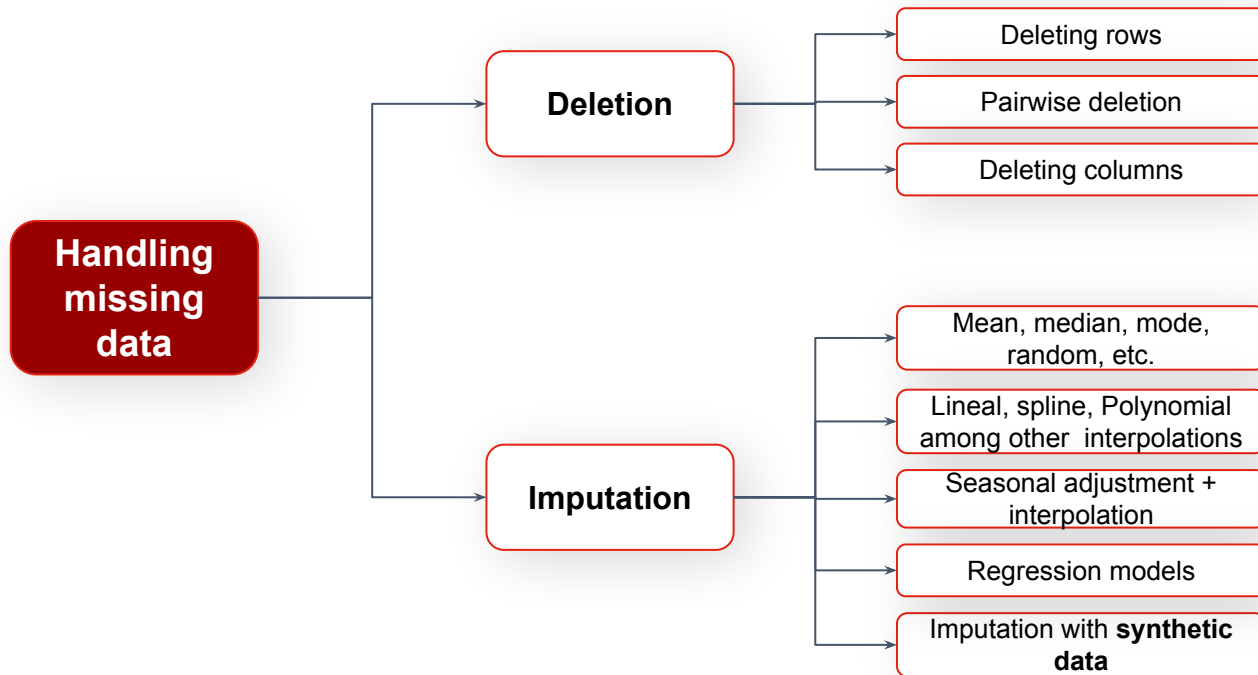 Handling
missing
data
Deletion
Deleting rows
Pairwise deletion
Deleting columns
Imputation
Mean, median, mode,
random, etc.
Lineal, spline, Polynomial
among other  interpolations
Seasonal adjustment +
interpolation
Regression models
Imputation with synthetic
data